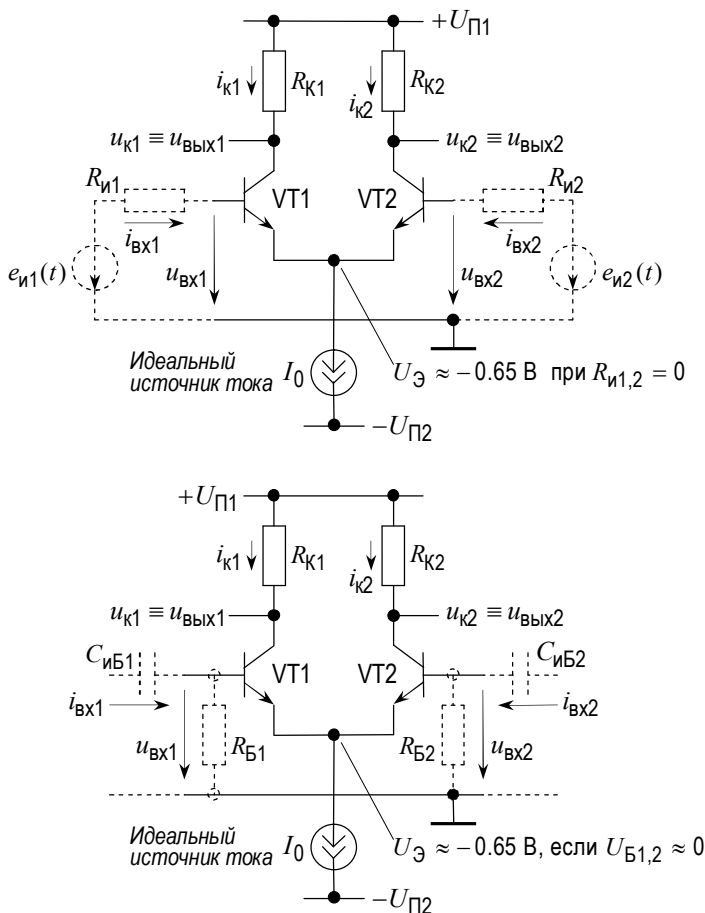 +U_П1
i_к1 R_К1 i_к2 R_К2
u_к1 ≡ u_вых1 u_к2 ≡ u_вых2
R_и1 VT1 VT2 R_и2
i_вх1 i_вх2
e_и1(t) u_вх1 u_вх2 e_и2(t)
Идеальный
источник тока I_0 U_Э ≈ −0.65 В при R_и1,2 = 0
−U_П2
+U_П1
i_к1 R_К1 i_к2 R_К2
u_к1 ≡ u_вых1 u_к2 ≡ u_вых2
C_иБ1 VT1 VT2 C_иБ2
i_вх1 i_вх2
u_вх1 R_Б1 R_Б2 u_вх2
Идеальный
источник тока I_0 U_Э ≈ −0.65 В, если U_Б1,2 ≈ 0
−U_П2